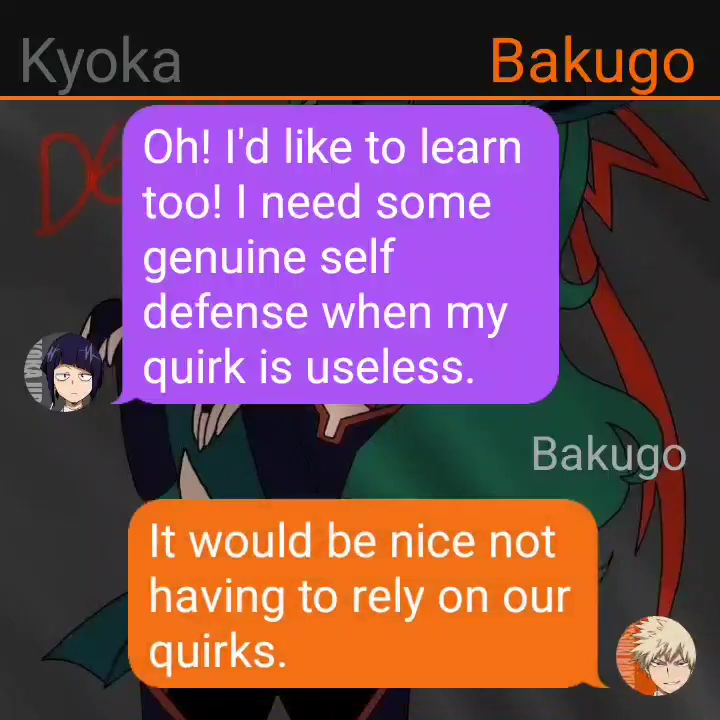 Kyoka
Bakugo
Oh! I'd like to learn
too! I need some
genuine self
defense when my
quirk is useless.
Bakugo
It would be nice not
having to rely on our
quirks.